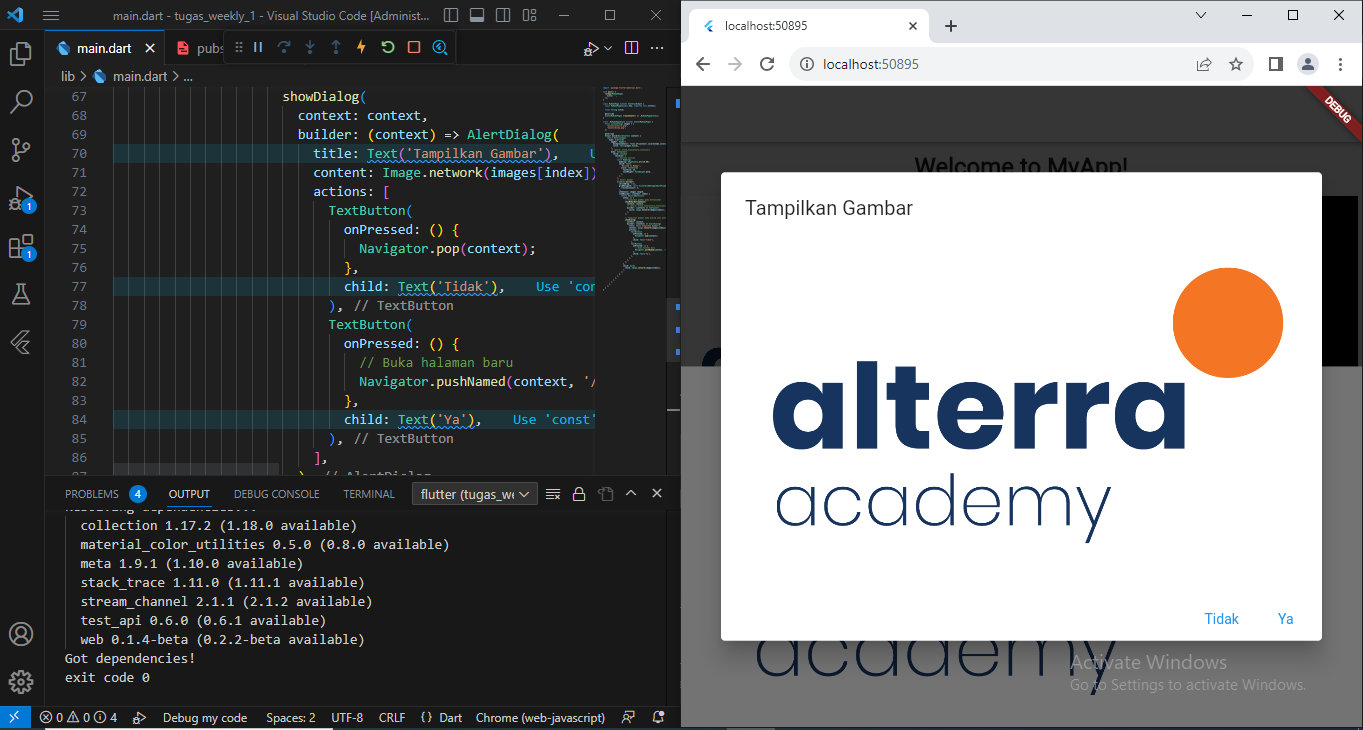 main.dart - tugas_weekly_1 - Visual Studio Code [Administ...
main.dart
pubs
lib > main.dart > ...
67 showDialog(
68 context: context,
69 builder: (context) => AlertDialog(
70 title: Text('Tampilkan Gambar'), U
71 content: Image.network(images[index])
72 actions: [
73 TextButton(
74 onPressed: () {
75 Navigator.pop(context);
76 },
77 child: Text('Tidak'), Use 'con
78 ), // TextButton
79 TextButton(
80 onPressed: () {
81 // Buka halaman baru
82 Navigator.pushNamed(context, '/
83 },
84 child: Text('Ya'), Use 'const'
85 ), // TextButton
86 ],
87 ), // AlertDialog
PROBLEMS 4 OUTPUT DEBUG CONSOLE TERMINAL flutter (tugas_we
Resolving dependencies...
collection 1.17.2 (1.18.0 available)
material_color_utilities 0.5.0 (0.8.0 available)
meta 1.9.1 (1.10.0 available)
stack_trace 1.11.0 (1.11.1 available)
stream_channel 2.1.1 (2.1.2 available)
test_api 0.6.0 (0.6.1 available)
web 0.1.4-beta (0.2.2-beta available)
Got dependencies!
exit code 0
1
1
0 0 4 Debug my code Spaces: 2 UTF-8 CRLF {} Dart Chrome (web-javascript)
localhost:50895
localhost:50895
DEBUG
Welcome to MyApp!
Tampilkan Gambar
alterra
academy
Tidak Ya
academy
Activate Windows
Go to Settings to activate Windows.